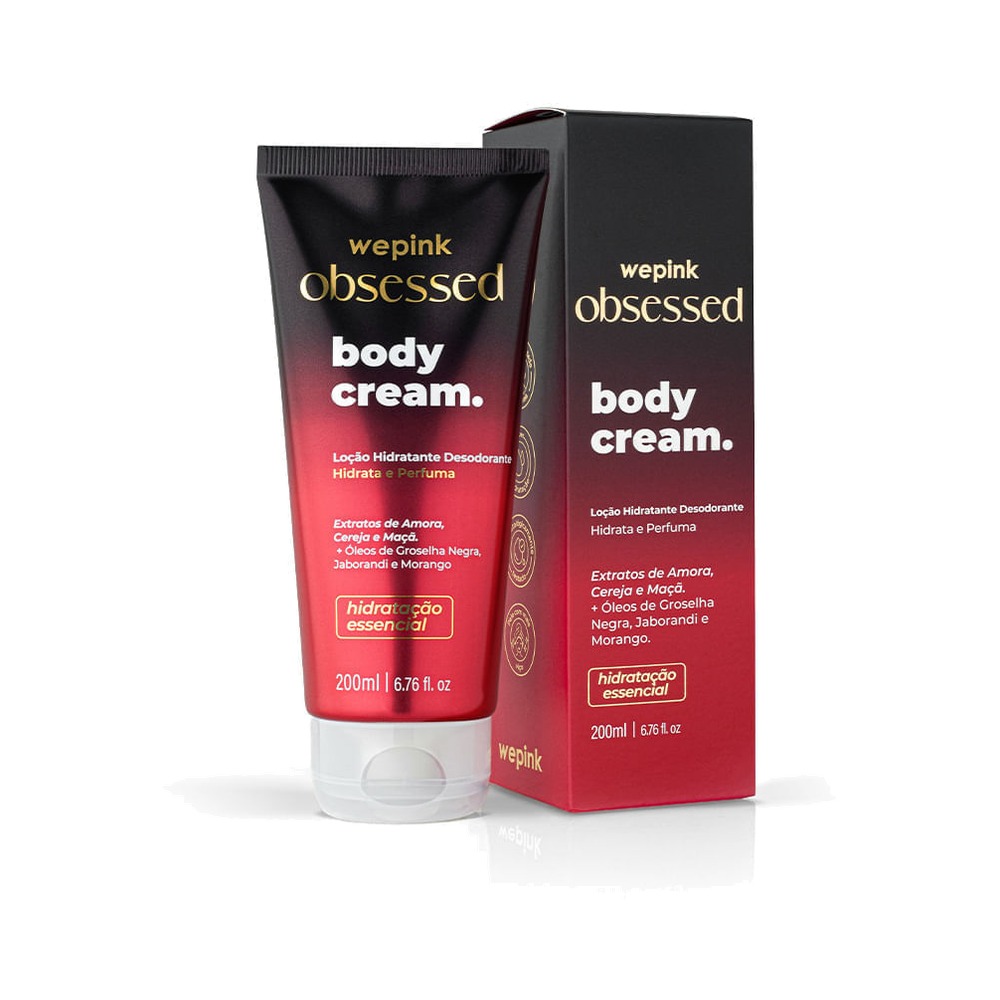 wepink
obsessed
body
cream.
Loção Hidratante Desodorante
Hidrata e Perfuma
Extratos de Amora,
Cereja e Maçã.
+ Óleos de Groselha Negra,
Jaborandi e Morango
hidratação
essencial
200ml | 6.76 fl. oz
wepink
obsessed
body
cream.
Loção Hidratante Desodorante
Hidrata e Perfuma
Extratos de Amora,
Cereja e Maçã.
+ Óleos de Groselha
Negra, Jaborandi e
Morango.
hidratação
essencial
200ml | 6.76 fl. oz
wepink